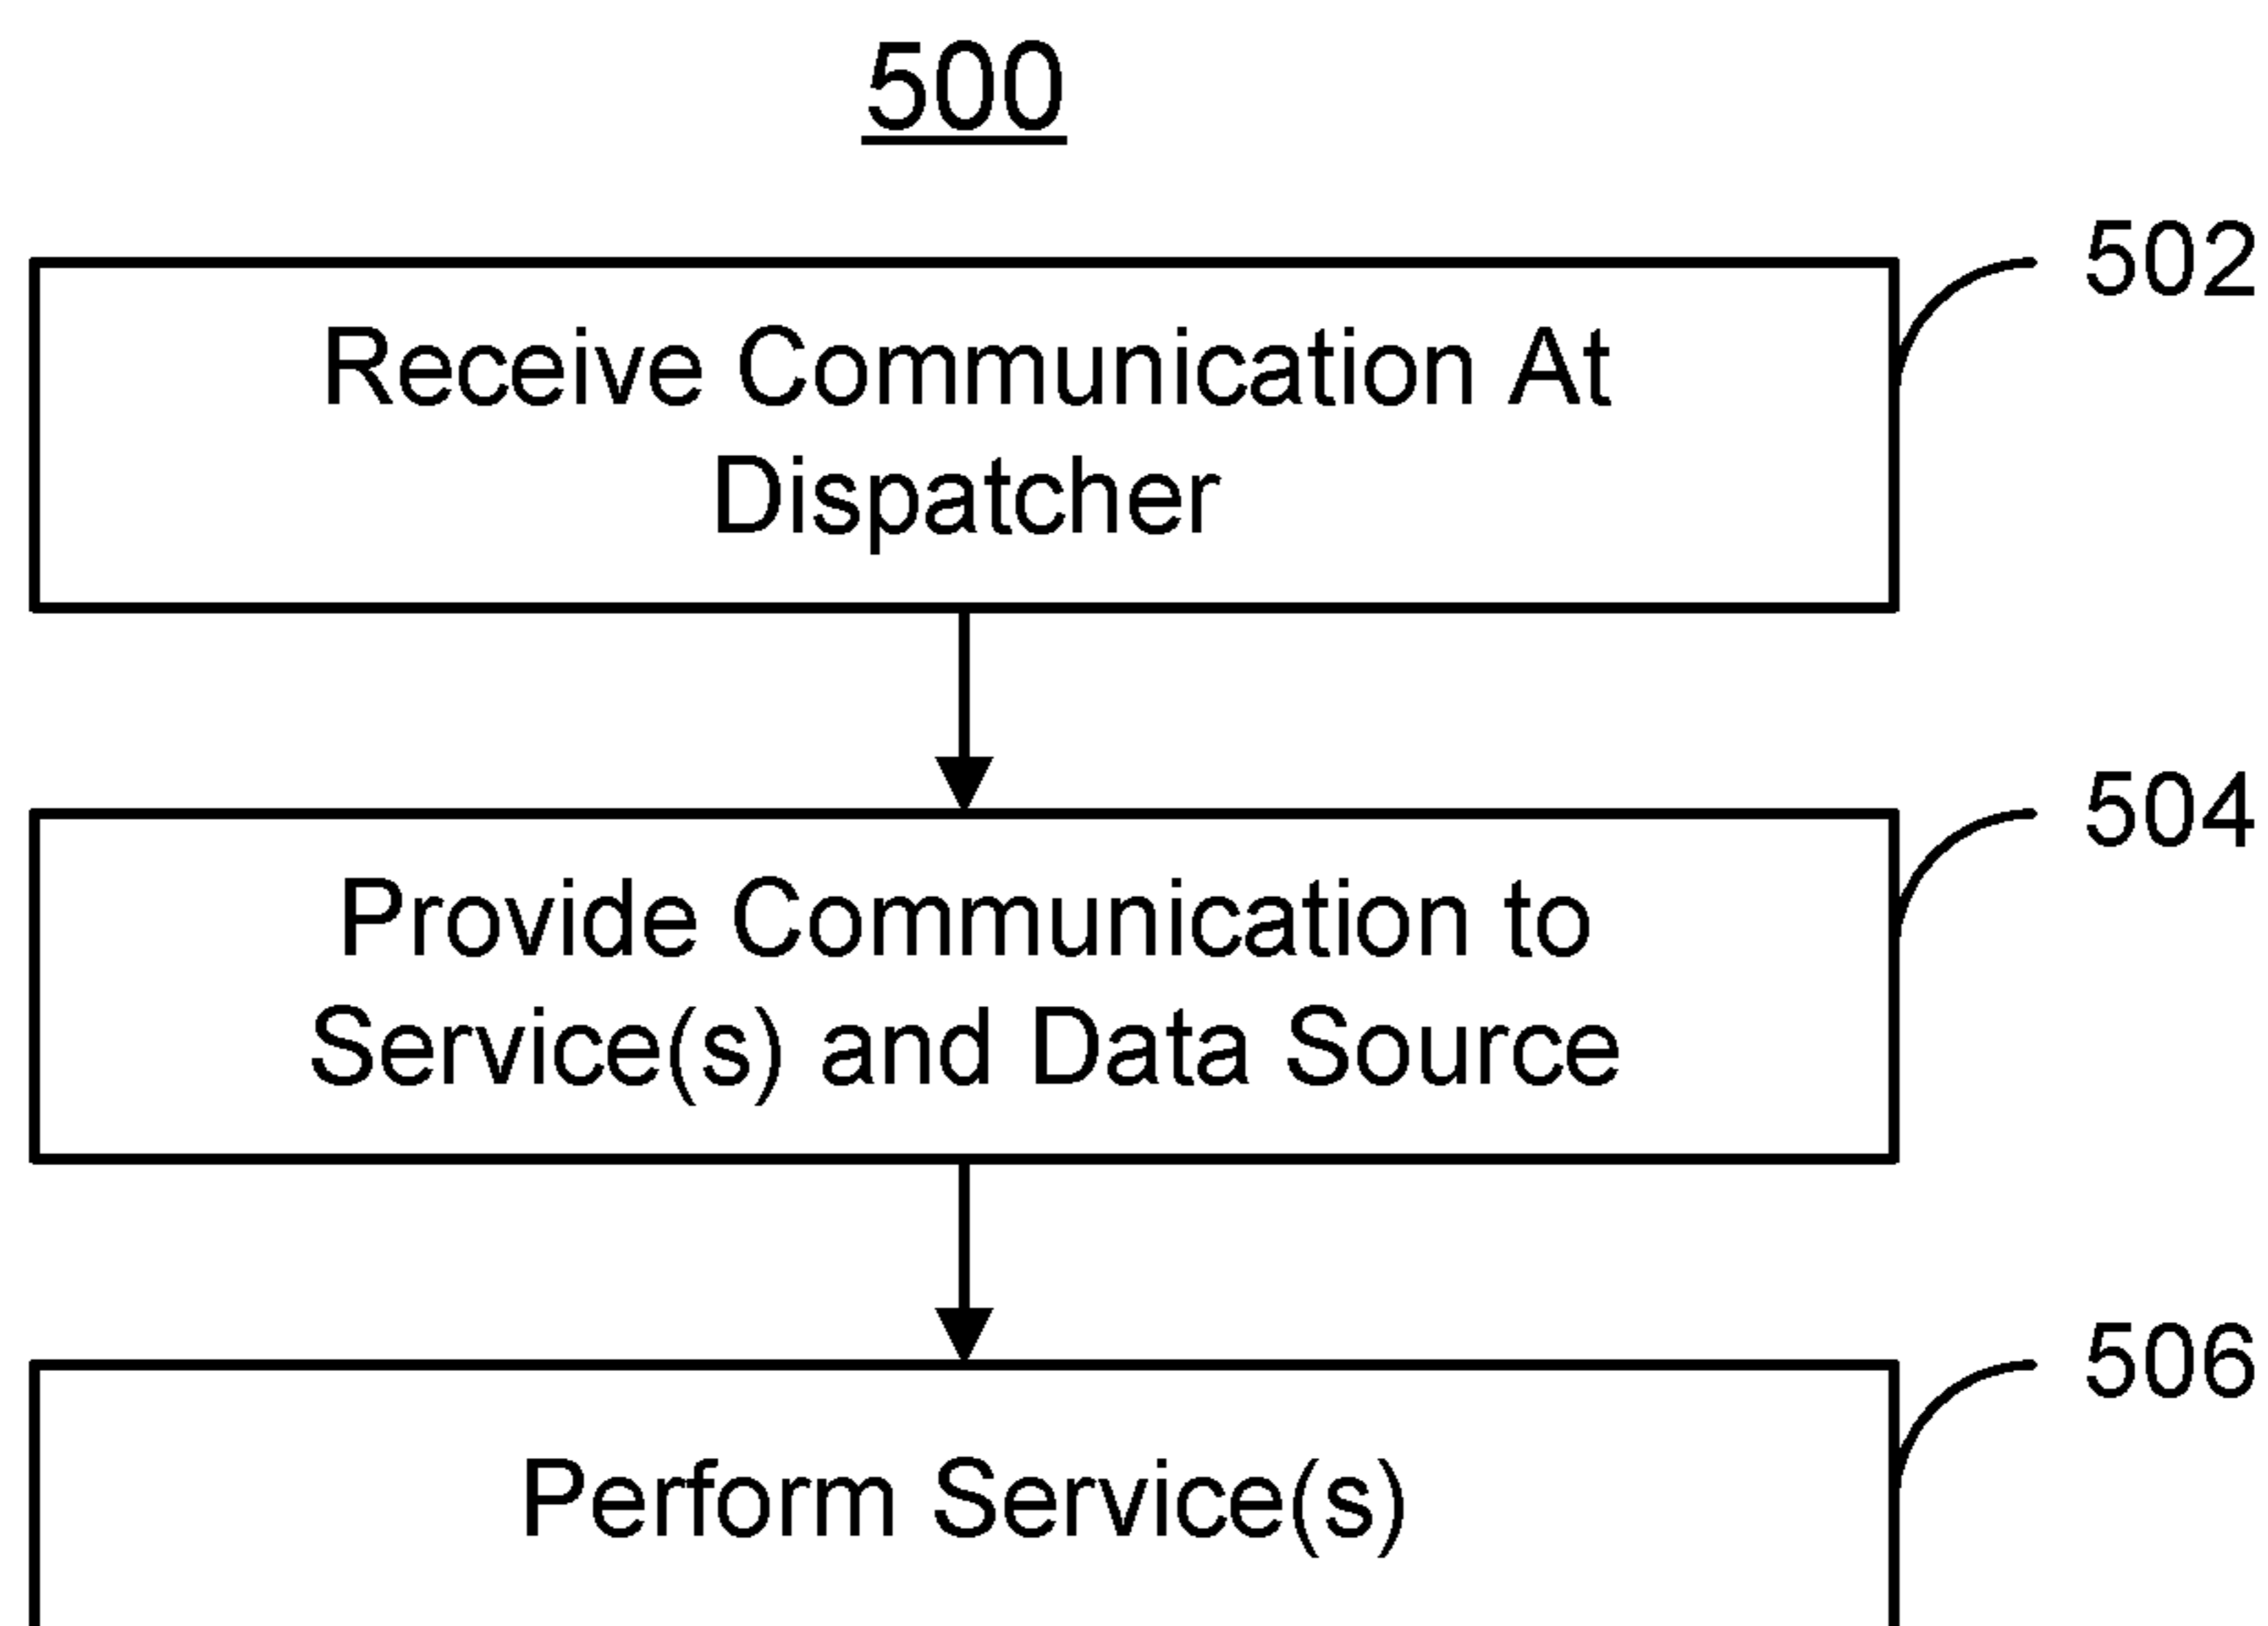 500
502
Receive Communication At
Dispatcher
504
Provide Communication to
Service(s) and Data Source
506
Perform Service(s)